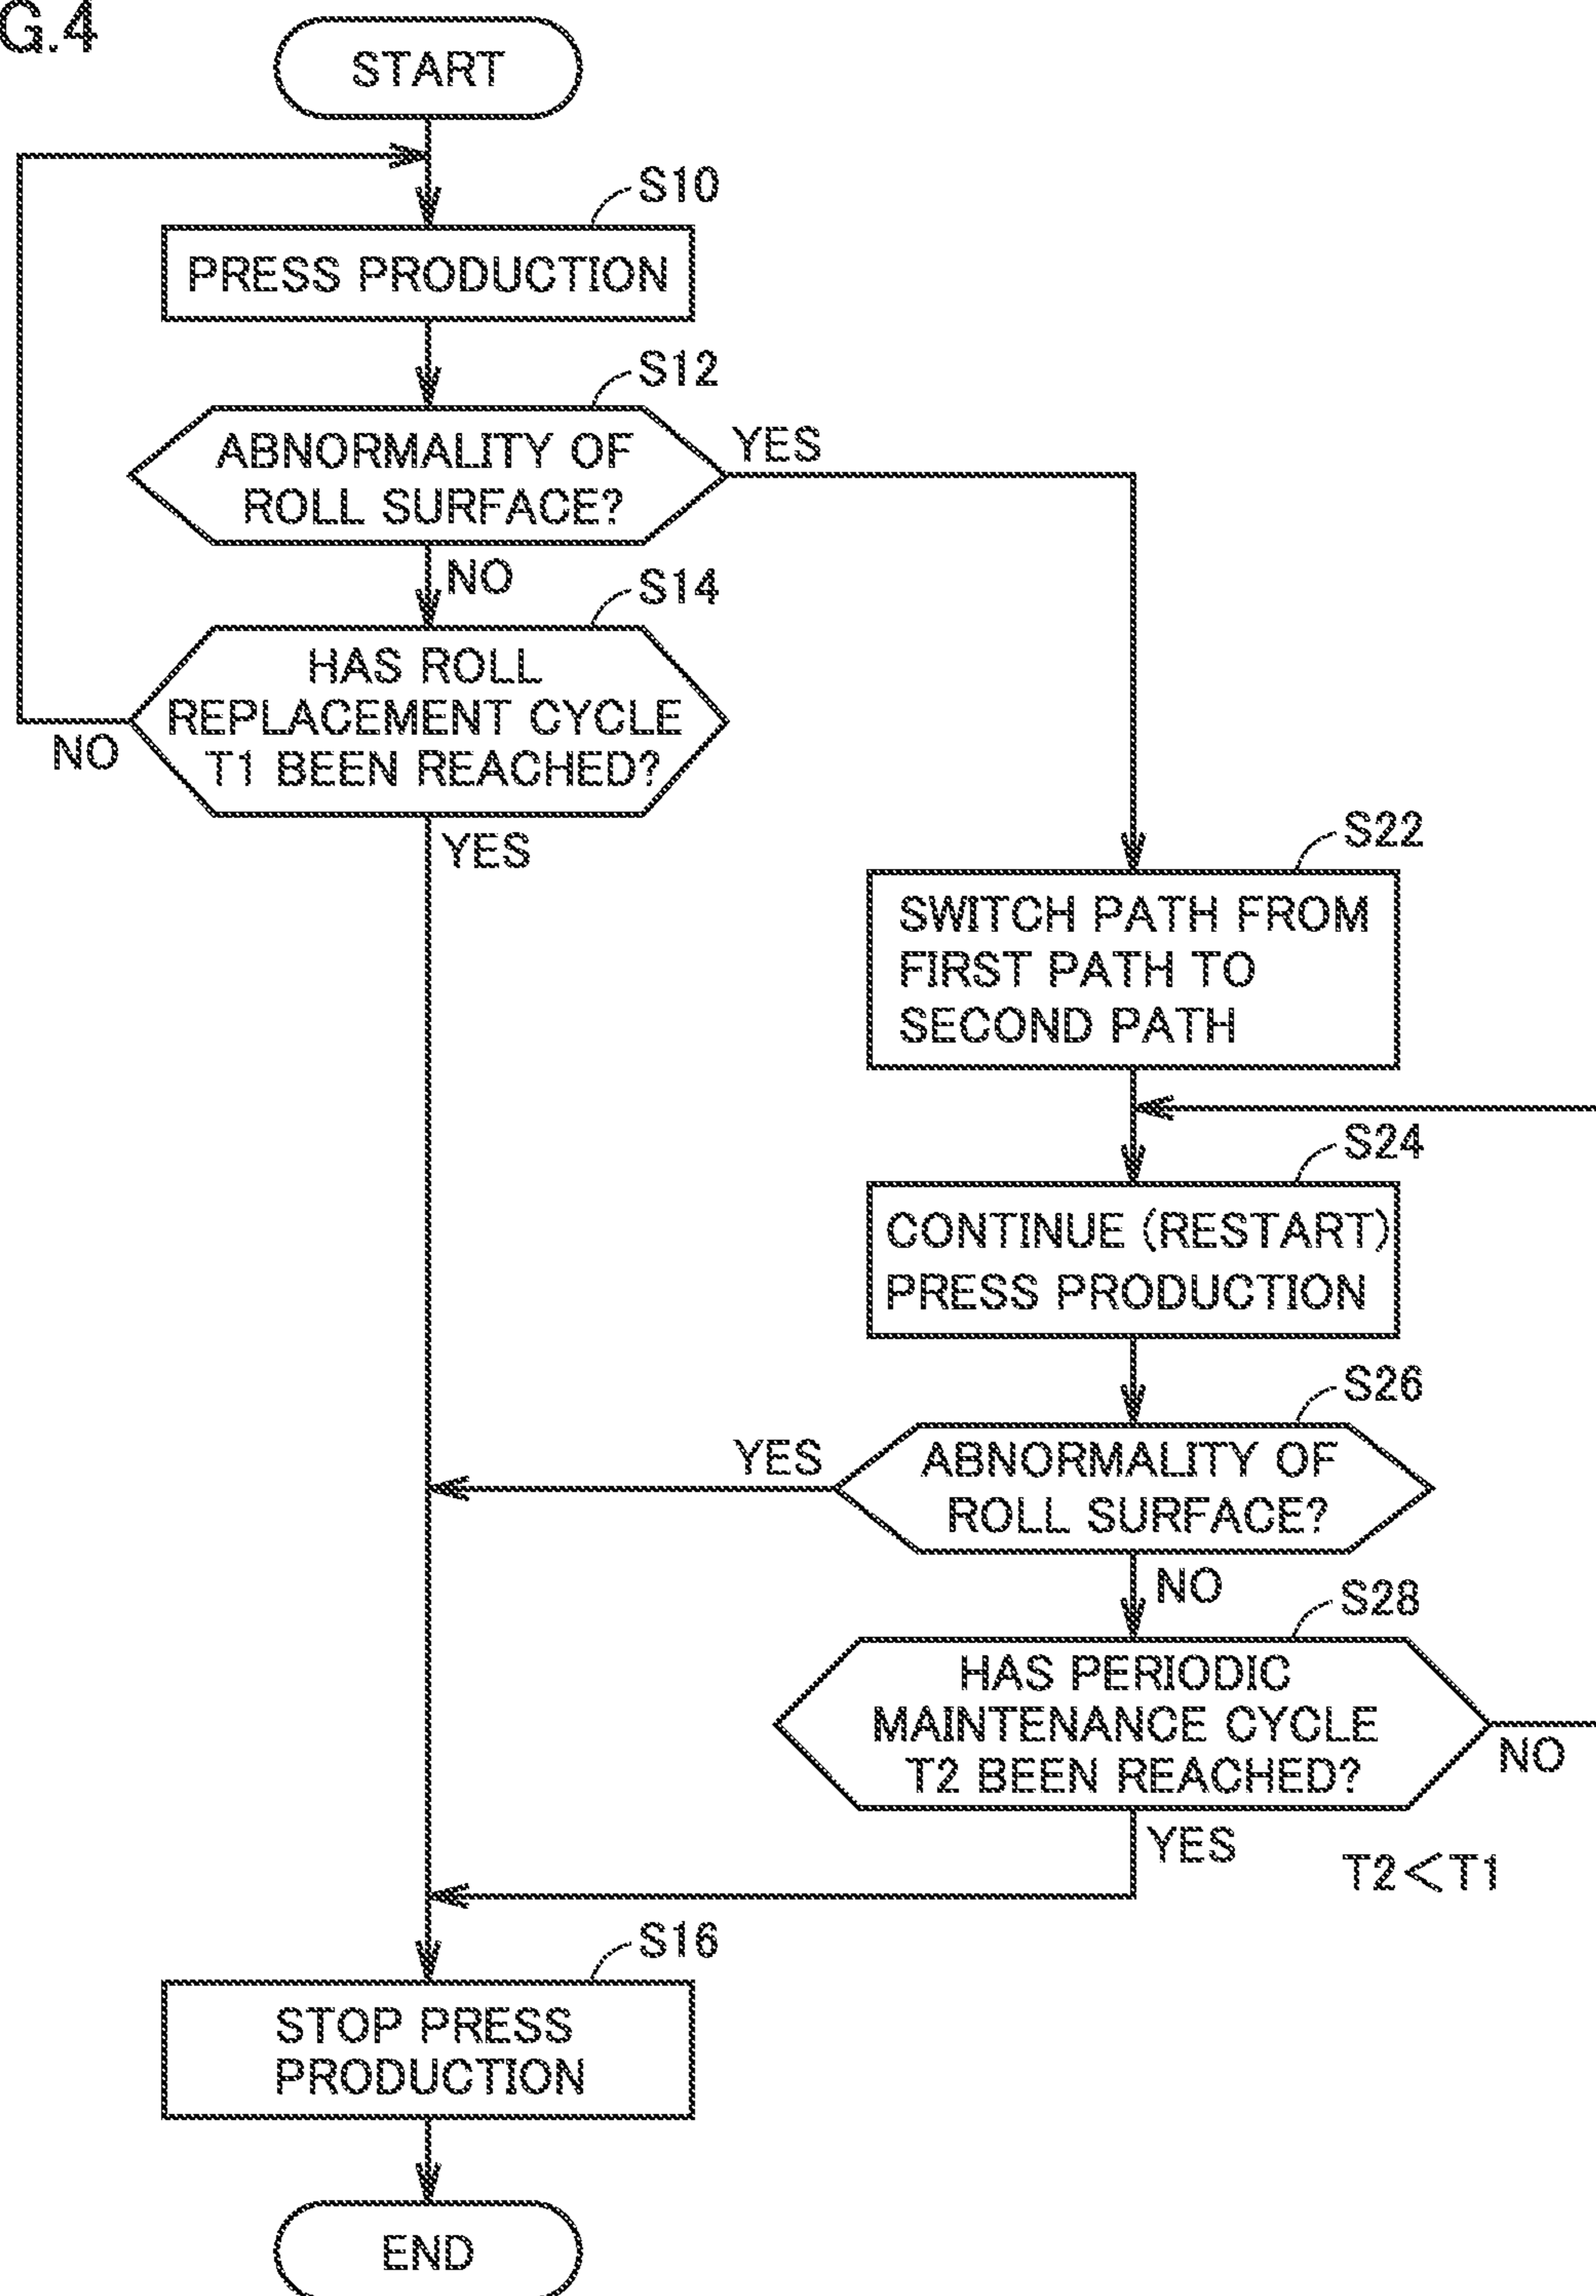 G.4
START
S10
PRESS PRODUCTION
S12
ABNORMALITY OF
ROLL SURFACE?
YES
NO
S14
HAS ROLL
REPLACEMENT CYCLE
T1 BEEN REACHED?
NO
YES
S22
SWITCH PATH FROM
FIRST PATH TO
SECOND PATH
S24
CONTINUE (RESTART)
PRESS PRODUCTION
S26
ABNORMALITY OF
ROLL SURFACE?
YES
NO
S28
HAS PERIODIC
MAINTENANCE CYCLE
T2 BEEN REACHED?
NO
YES
T2<T1
S16
STOP PRESS
PRODUCTION
END